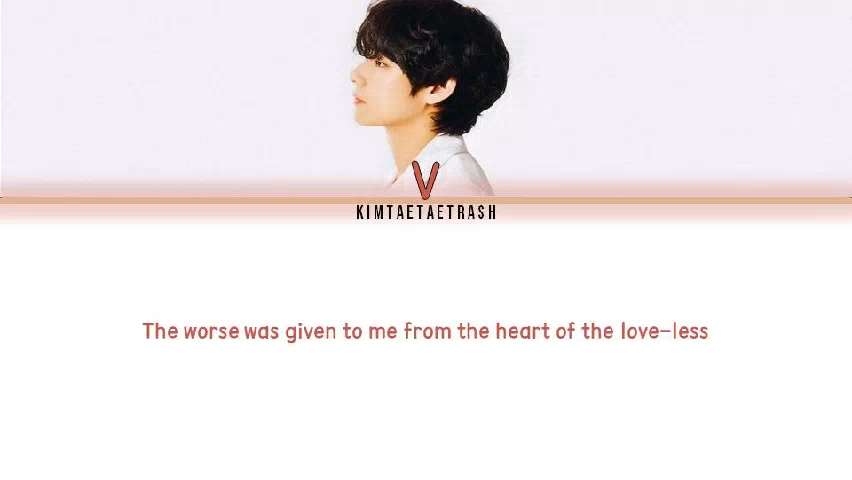 V
KIMTAETAETRASH
The worse was given to me from the heart of the love-less